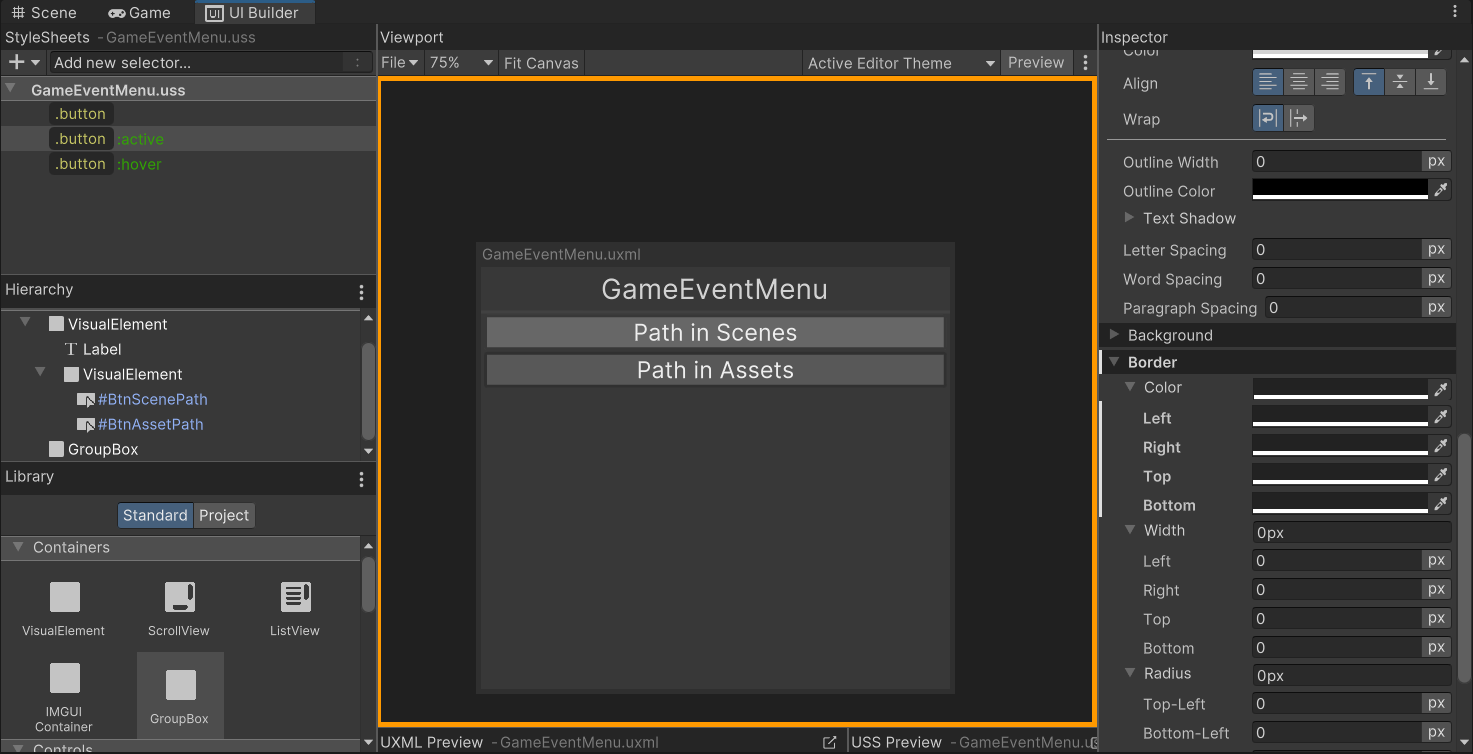 Scene Game UI Builder
StyleSheets - GameEventMenu.uss
Add new selector...
GameEventMenu.uss
.button
.button :active
.button :hover
Hierarchy
VisualElement
Label
VisualElement
#BtnScenePath
#BtnAssetPath
GroupBox
Library
Standard Project
Containers
VisualElement ScrollView ListView
IMGUI
Container
GroupBox
Controls
Viewport
File 75% Fit Canvas Active Editor Theme Preview
GameEventMenu.uxml
GameEventMenu
Path in Scenes
Path in Assets
UXML Preview - GameEventMenu.uxml
USS Preview - GameEventMenu.u
Inspector
Color
Align
Wrap
Outline Width 0 px
Outline Color
Text Shadow
Letter Spacing 0 px
Word Spacing 0 px
Paragraph Spacing 0 px
Background
Border
Color
Left
Right
Top
Bottom
Width 0px
Left 0 px
Right 0 px
Top 0 px
Bottom 0 px
Radius 0px
Top-Left 0 px
Bottom-Left 0 px